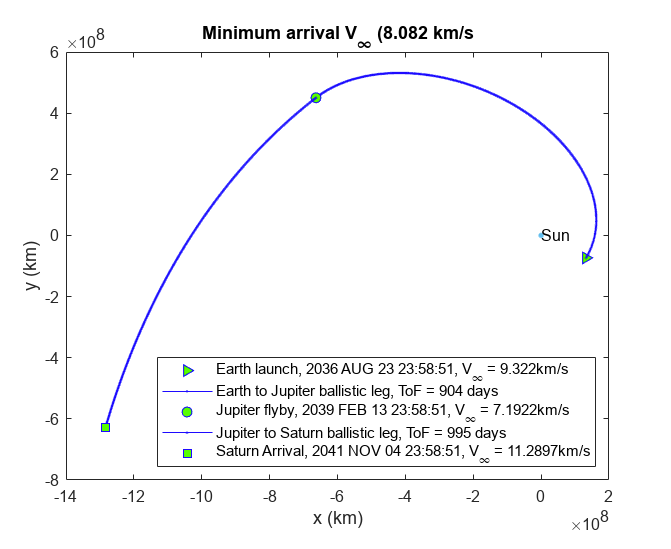 Minimum arrival V∞ (8.082 km/s
×10⁸
6
4
2
0
-2
-4
-6
-8
y (km)
Sun
Earth launch, 2036 AUG 23 23:58:51, V∞ = 9.322km/s
Earth to Jupiter ballistic leg, ToF = 904 days
Jupiter flyby, 2039 FEB 13 23:58:51, V∞ = 7.1922km/s
Jupiter to Saturn ballistic leg, ToF = 995 days
Saturn Arrival, 2041 NOV 04 23:58:51, V∞ = 11.2897km/s
-14 -12 -10 -8 -6 -4 -2 0 2
x (km)
×10⁸